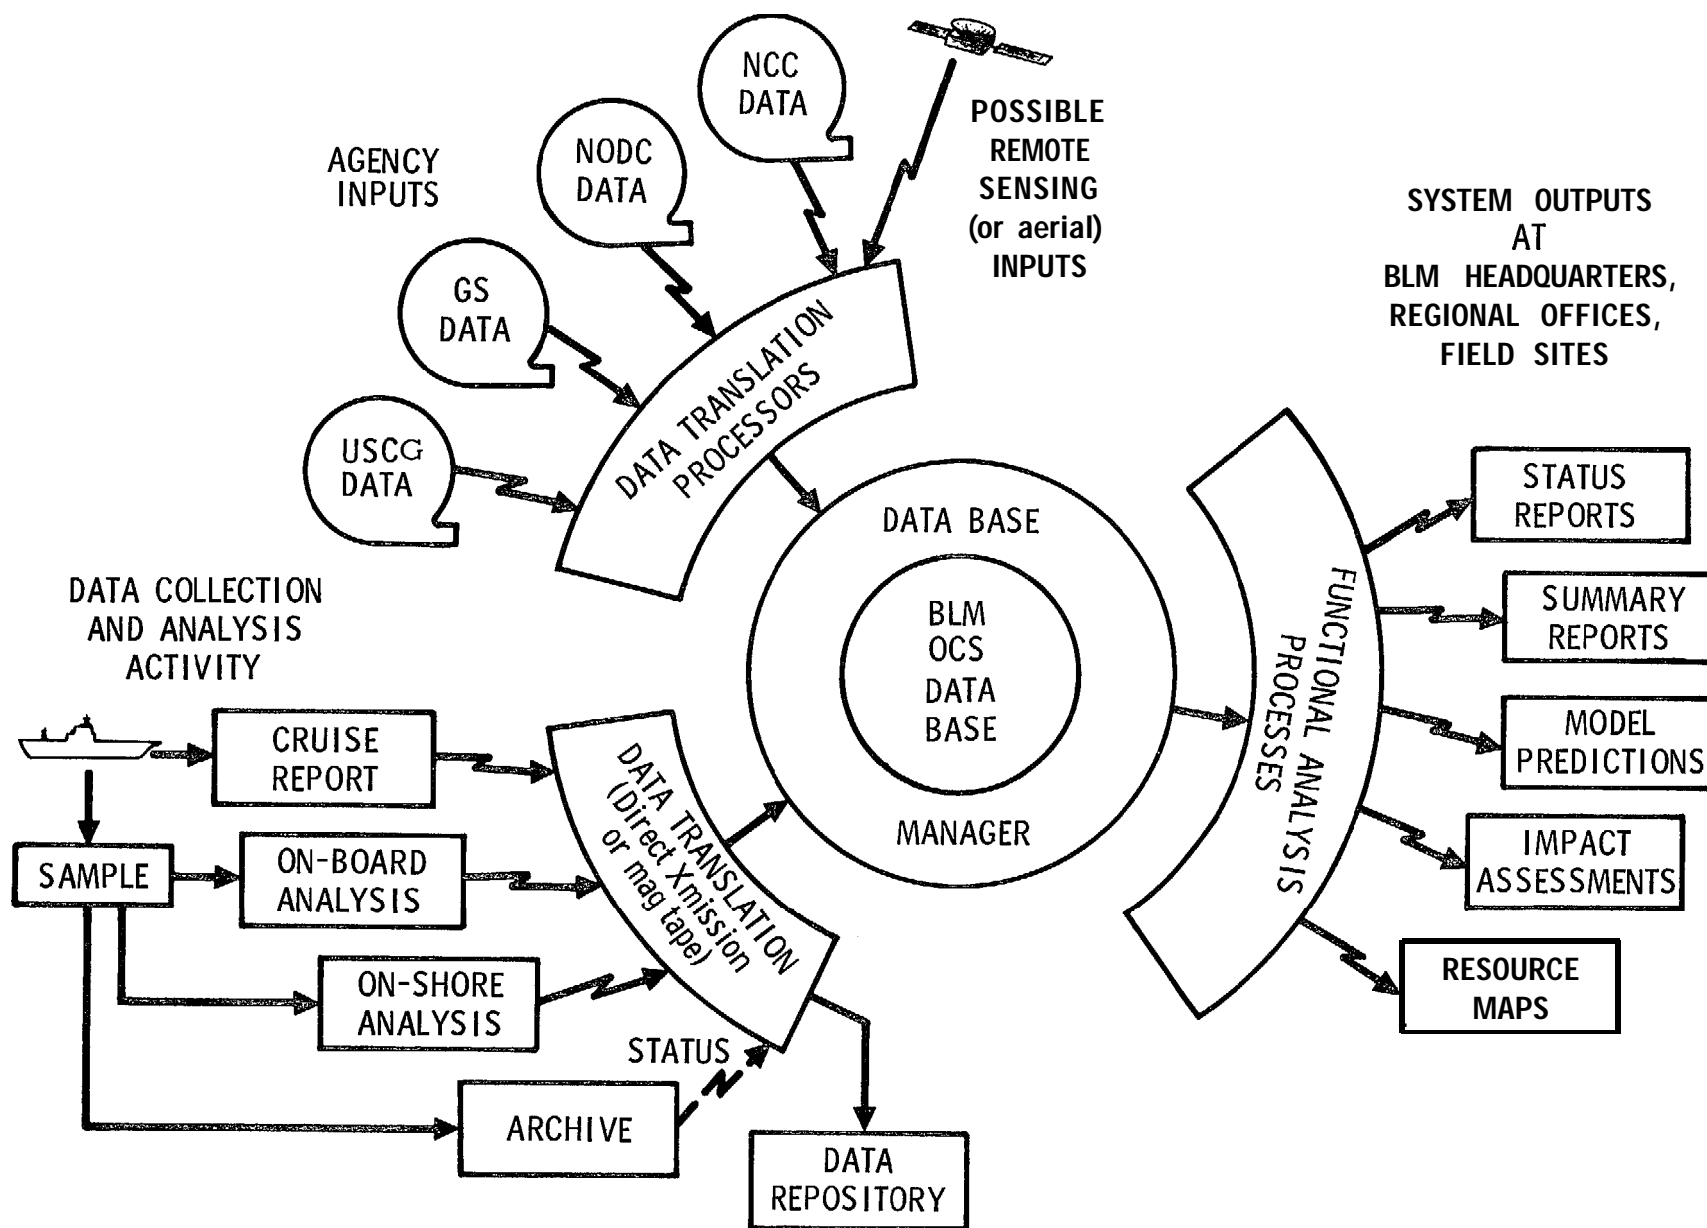 NCC
DATA
POSSIBLE
REMOTE
SENSING
(or aerial)
INPUTS
AGENCY
INPUTS
NODC
DATA
GS
DATA
USCG
DATA
DATA TRANSLATION
PROCESSORS
SYSTEM OUTPUTS
AT
BLM HEADQUARTERS,
REGIONAL OFFICES,
FIELD SITES
DATA BASE
BLM
OCS
DATA
BASE
MANAGER
FUNCTIONAL ANALYSIS
PROCESSES
STATUS
REPORTS
SUMMARY
REPORTS
MODEL
PREDICTIONS
IMPACT
ASSESSMENTS
RESOURCE
MAPS
DATA COLLECTION
AND ANALYSIS
ACTIVITY
CRUISE
REPORT
SAMPLE
ON-BOARD
ANALYSIS
ON-SHORE
ANALYSIS
ARCHIVE
STATUS
DATA TRANSLATION
(Direct Xmission
or mag tape)
DATA
REPOSITORY